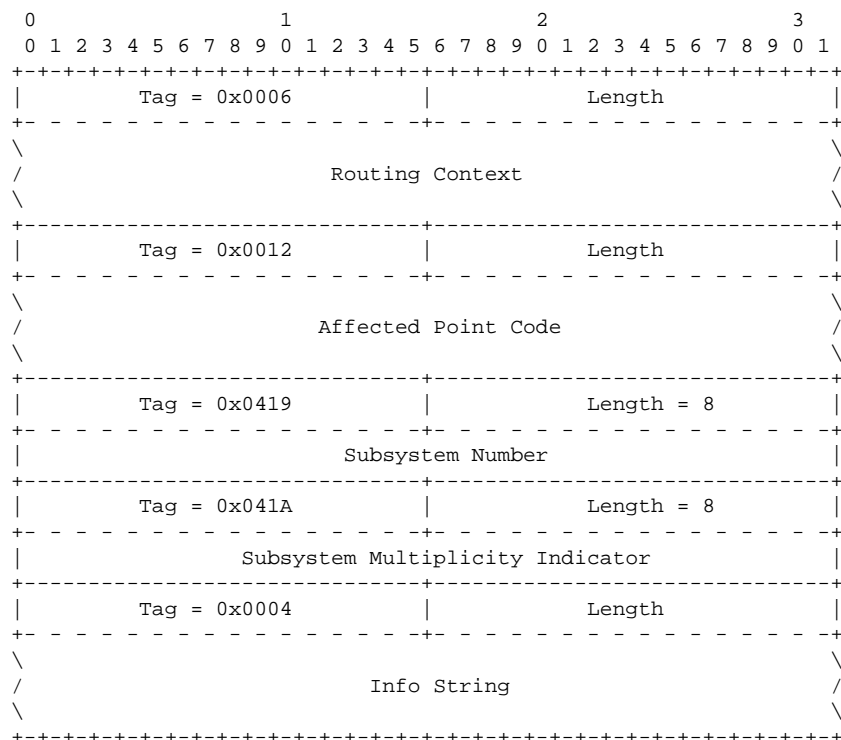 0                   1                   2                   3
 0 1 2 3 4 5 6 7 8 9 0 1 2 3 4 5 6 7 8 9 0 1 2 3 4 5 6 7 8 9 0 1
+-+-+-+-+-+-+-+-+-+-+-+-+-+-+-+-+-+-+-+-+-+-+-+-+-+-+-+-+-+-+-+-+
|         Tag = 0x0006          |            Length             |
+- - - - - - - - - - - - - - - -+- - - - - - - - - - - - - - - -+
\                                                               \
/                        Routing Context                        /
\                                                               \
+-------------------------------+-------------------------------+
|         Tag = 0x0012          |            Length             |
+- - - - - - - - - - - - - - - -+- - - - - - - - - - - - - - - -+
\                                                               \
/                       Affected Point Code                     /
\                                                               \
+-------------------------------+-------------------------------+
|         Tag = 0x0419          |            Length = 8         |
+- - - - - - - - - - - - - - - -+- - - - - - - - - - - - - - - -+
|                         Subsystem Number                      |
+-------------------------------+-------------------------------+
|         Tag = 0x041A          |            Length = 8         |
+- - - - - - - - - - - - - - - -+- - - - - - - - - - - - - - - -+
|                 Subsystem Multiplicity Indicator              |
+-------------------------------+-------------------------------+
|         Tag = 0x0004          |            Length             |
+- - - - - - - - - - - - - - - -+- - - - - - - - - - - - - - - -+
\                                                               \
/                           Info String                         /
\                                                               \
+-+-+-+-+-+-+-+-+-+-+-+-+-+-+-+-+-+-+-+-+-+-+-+-+-+-+-+-+-+-+-+-+